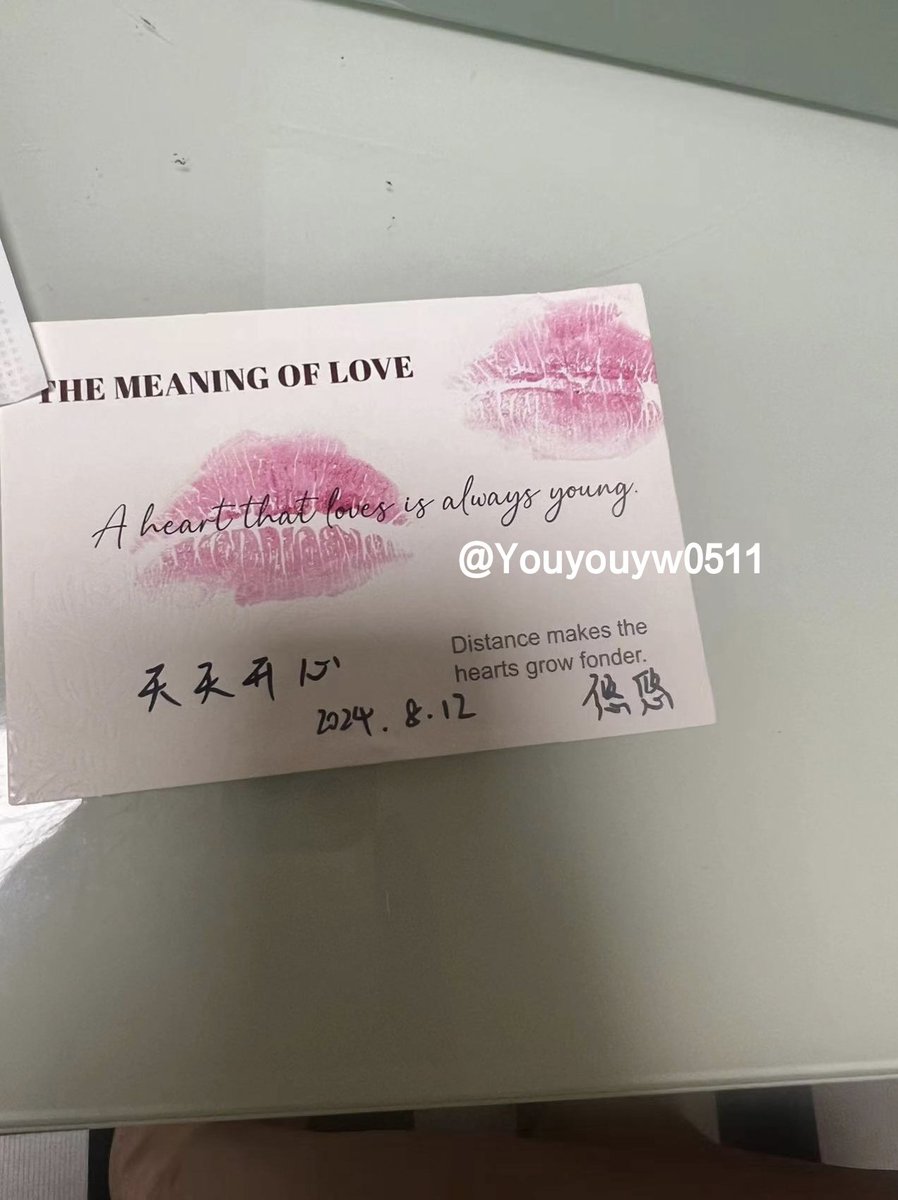 THE MEANING OF LOVE
A heart that loves is always young.
@Youyouyw0511
Distance makes the
hearts grow fonder.
天天开心
2024.8.12
悠悠